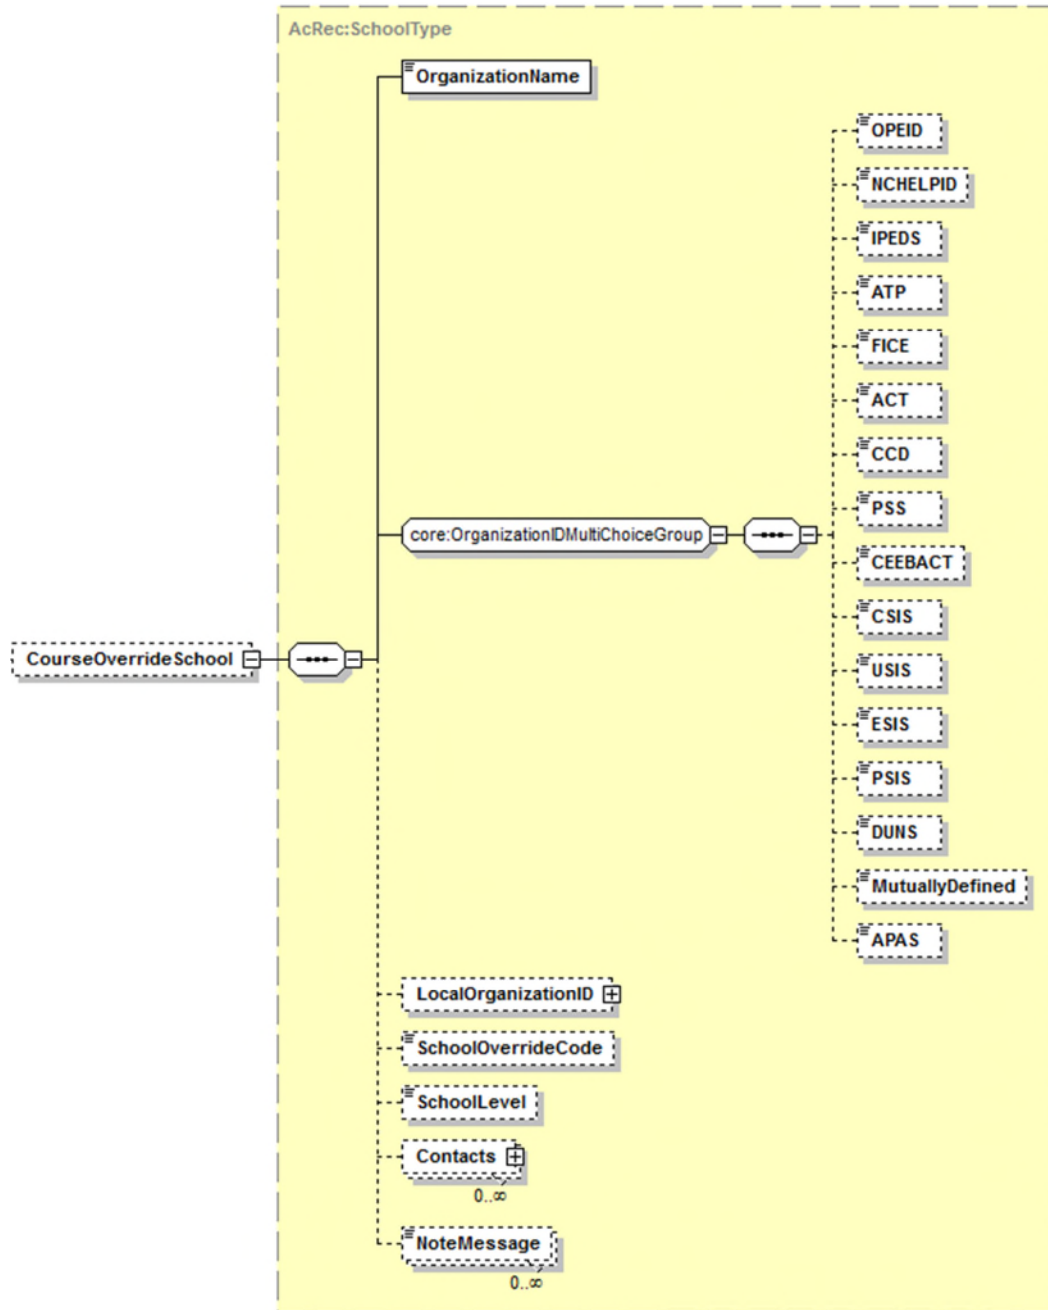 AcRec:SchoolType
OrganizationName
OPEID
NCHELPID
IPEDS
ATP
FICE
ACT
CCD
PSS
core:OrganizationIDMultiChoiceGroup
CEEBACT
CSIS
CourseOverrideSchool
USIS
ESIS
PSIS
DUNS
MutuallyDefined
APAS
LocalOrganizationID
SchoolOverrideCode
SchoolLevel
Contacts
0..∞
NoteMessage
0..∞